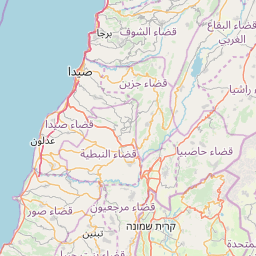 قضاء الشوف
برجا
قضاء البقاع
الغربي
صيدا
قضاء جزين
قضاء صيدا
عدلون
قضاء النبطية
قضاء حاصبيا
قضاء صور
قضاء مرجعيون
קרית שמונה
تبنين